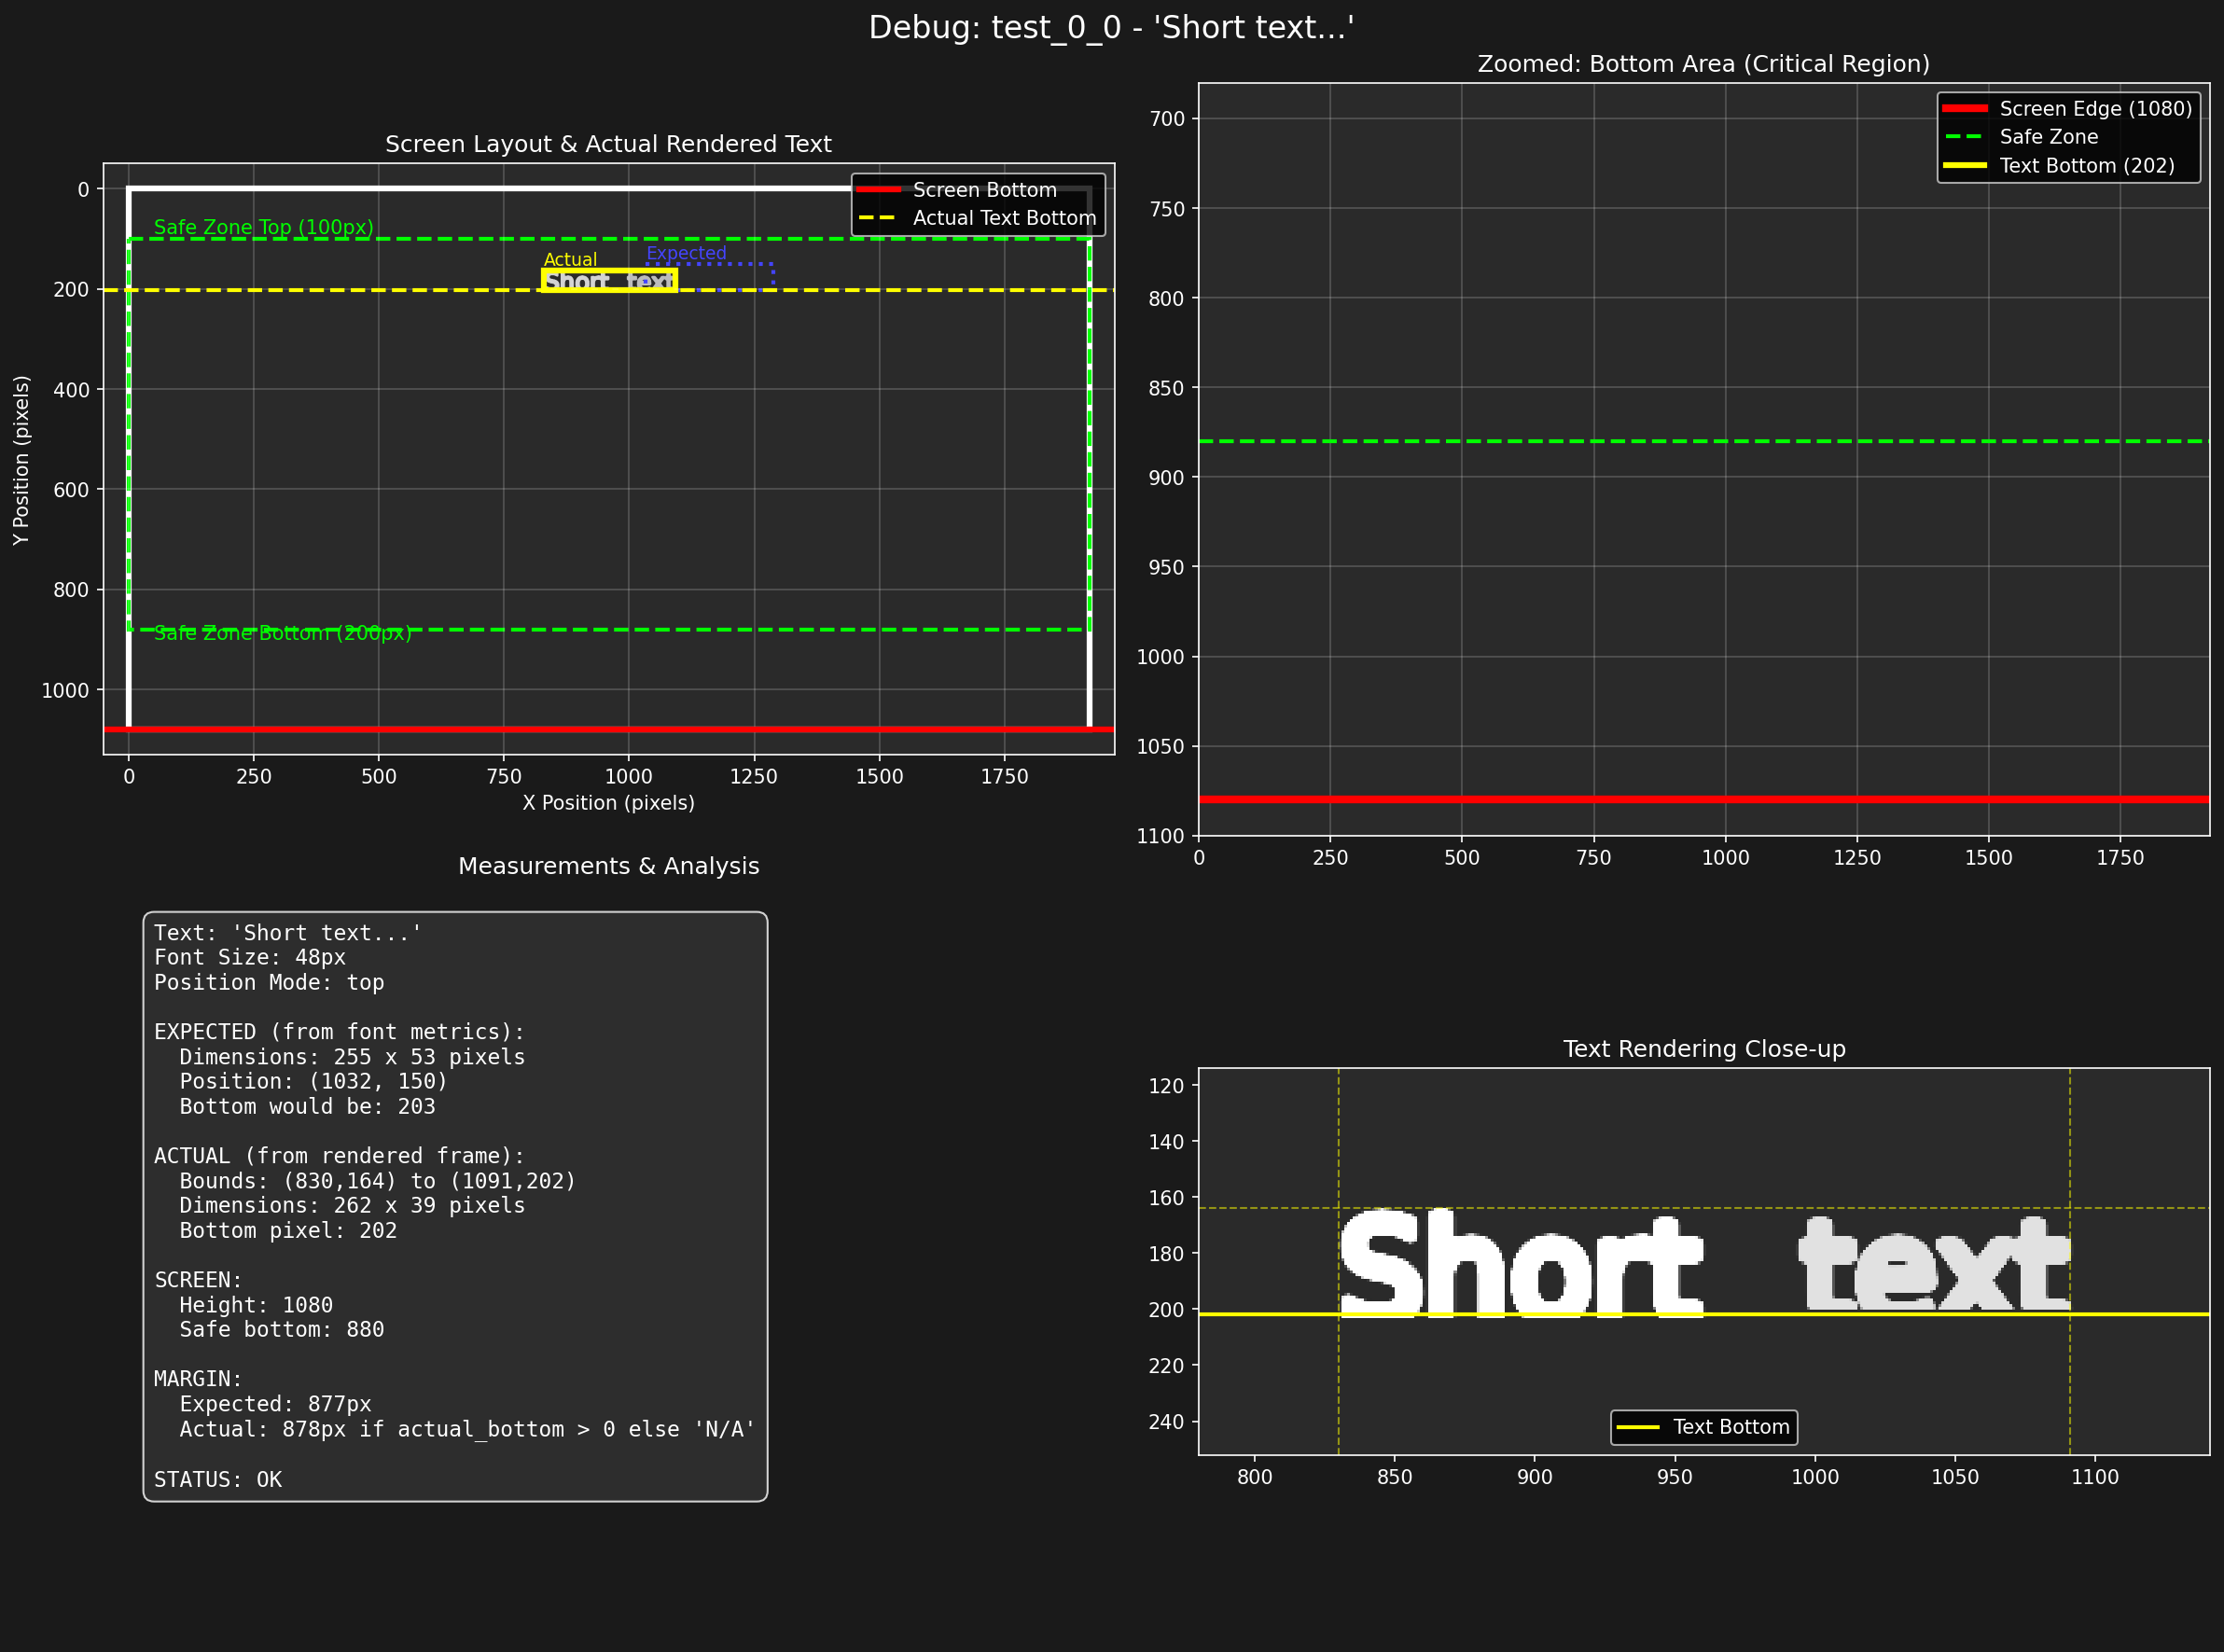 Debug: test_0_0 - 'Short text...'
Screen Layout & Actual Rendered Text
Screen Bottom
Actual Text Bottom
Safe Zone Top (100px)
Actual
Expected
Short text
Safe Zone Bottom (200px)
0
200
400
600
800
1000
Y Position (pixels)
0 250 500 750 1000 1250 1500 1750
X Position (pixels)
Zoomed: Bottom Area (Critical Region)
Screen Edge (1080)
Safe Zone
Text Bottom (202)
700
750
800
850
900
950
1000
1050
1100
0 250 500 750 1000 1250 1500 1750
Measurements & Analysis
Text: 'Short text...'
Font Size: 48px
Position Mode: top
EXPECTED (from font metrics):
Dimensions: 255 x 53 pixels
Position: (1032, 150)
Bottom would be: 203
ACTUAL (from rendered frame):
Bounds: (830,164) to (1091,202)
Dimensions: 262 x 39 pixels
Bottom pixel: 202
SCREEN:
Height: 1080
Safe bottom: 880
MARGIN:
Expected: 877px
Actual: 878px if actual_bottom > 0 else 'N/A'
STATUS: OK
Text Rendering Close-up
120
140
160
180
200
220
240
Short text
Text Bottom
800 850 900 950 1000 1050 1100